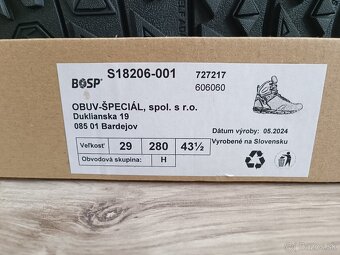 BOSP
S18206-001
727217
606060
OBUV-ŠPECIÁL, spol. s r.o.
Duklianska 19
085 01 Bardejov
Dátum výroby: 05.2024
Vyrobené na Slovensku
Veľkosť 29 280 43½
Obvodová skupina: H